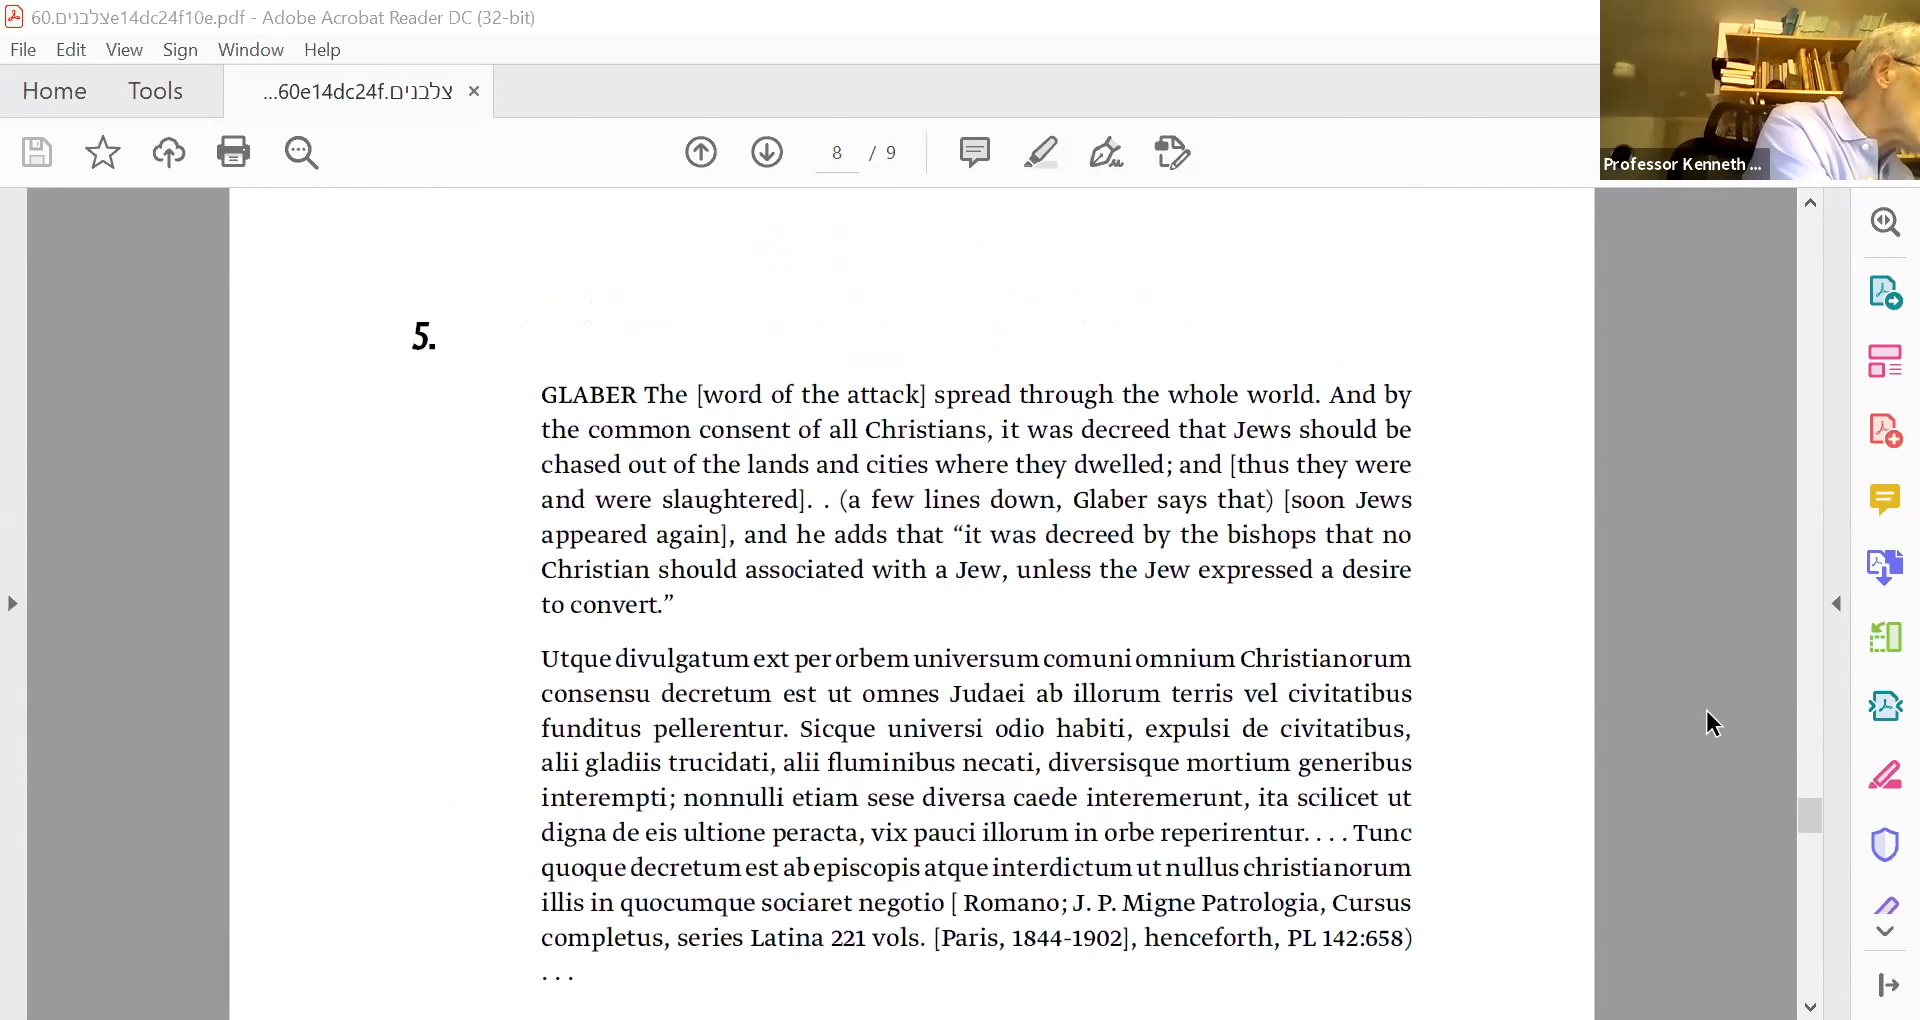 60.צלבניםe14dc24f10e.pdf - Adobe Acrobat Reader DC (32-bit)
File Edit View Sign Window Help
Home Tools ...60e14dc24f.צלבנים ×
8 / 9
Professor Kenneth ...
5.
GLABER The [word of the attack] spread through the whole world. And by
the common consent of all Christians, it was decreed that Jews should be
chased out of the lands and cities where they dwelled; and [thus they were
and were slaughtered]. . (a few lines down, Glaber says that) [soon Jews
appeared again], and he adds that “it was decreed by the bishops that no
Christian should associated with a Jew, unless the Jew expressed a desire
to convert.”
Utque divulgatum ext per orbem universum comuni omnium Christianorum
consensu decretum est ut omnes Judaei ab illorum terris vel civitatibus
funditus pellerentur. Sicque universi odio habiti, expulsi de civitatibus,
alii gladiis trucidati, alii fluminibus necati, diversisque mortium generibus
interempti; nonnulli etiam sese diversa caede interemerunt, ita scilicet ut
digna de eis ultione peracta, vix pauci illorum in orbe reperirentur. . . . Tunc
quoque decretum est ab episcopis atque interdictum ut nullus christianorum
illis in quocumque sociaret negotio [ Romano; J. P. Migne Patrologia, Cursus
completus, series Latina 221 vols. [Paris, 1844-1902], henceforth, PL 142:658)
. . .